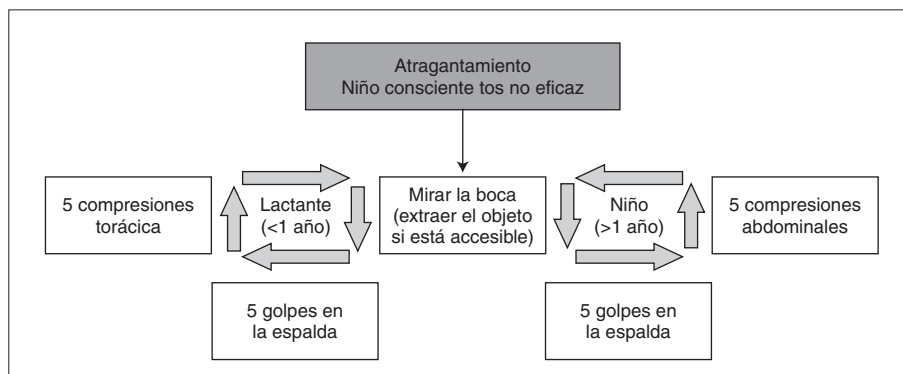 Atragantamiento
Niño consciente tos no eficaz
5 compresiones
torácica
Lactante
(<1 año)
Mirar la boca
(extraer el objeto
si está accesible)
Niño
(>1 año)
5 compresiones
abdominales
5 golpes en
la espalda
5 golpes en
la espalda